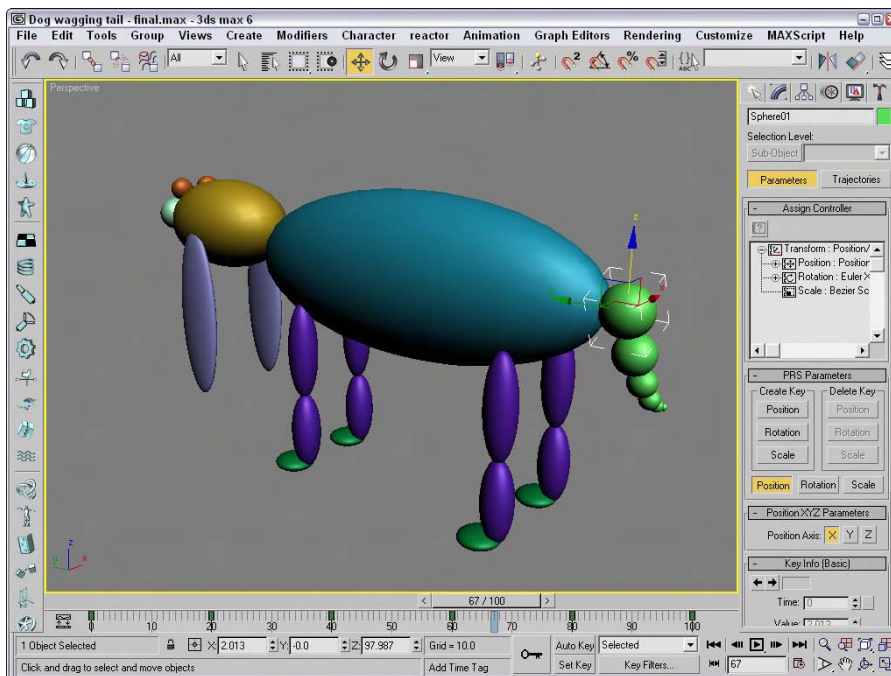 Dog wagging tail - final.max - 3ds max 6
File Edit Tools Group Views Create Modifiers Character reactor Animation Graph Editors Rendering Customize MAXScript Help
All
View
Perspective
z
y
x
Sphere01
Selection Level:
Sub-Object
Parameters Trajectories
- Assign Controller
Transform : Position/
Position : Position
Rotation : Euler X
Scale : Bezier Sc
- PRS Parameters
Create Key Delete Key
Position Position
Rotation Rotation
Scale Scale
Position Rotation Scale
- Position XYZ Parameters
Position Axis: X Y Z
- Key Info (Basic)
Time: 0
Value: 2.013
z
y x
< 67 / 100 >
0 10 20 30 40 50 60 70 80 90 100
1 Object Selected X: 2.013 Y: -0.0 Z: 97.987 Grid = 10.0 Auto Key Selected
Click and drag to select and move objects Add Time Tag Set Key Key Filters... 67